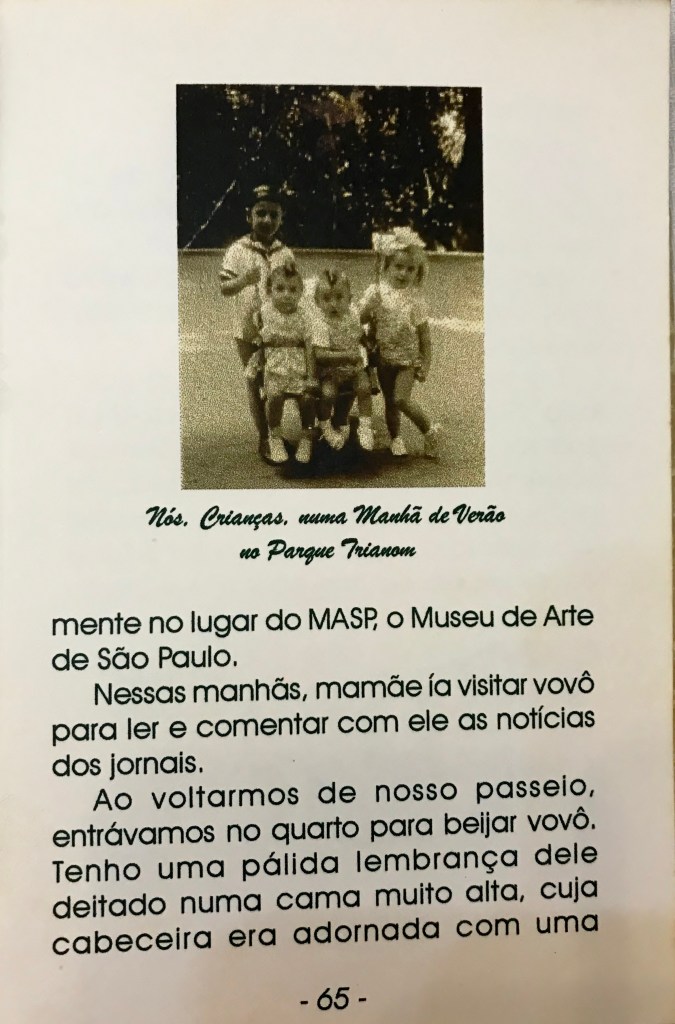 Nós, Crianças, numa Manhã de Verão
no Parque Trianom
mente no lugar do MASP, o Museu de Arte
de São Paulo.
Nessas manhãs, mamãe ía visitar vovô
para ler e comentar com ele as notícias
dos jornais.
Ao voltarmos de nosso passeio,
entrávamos no quarto para beijar vovô.
Tenho uma pálida lembrança dele
deitado numa cama muito alta, cuja
cabeceira era adornada com uma
- 65 -